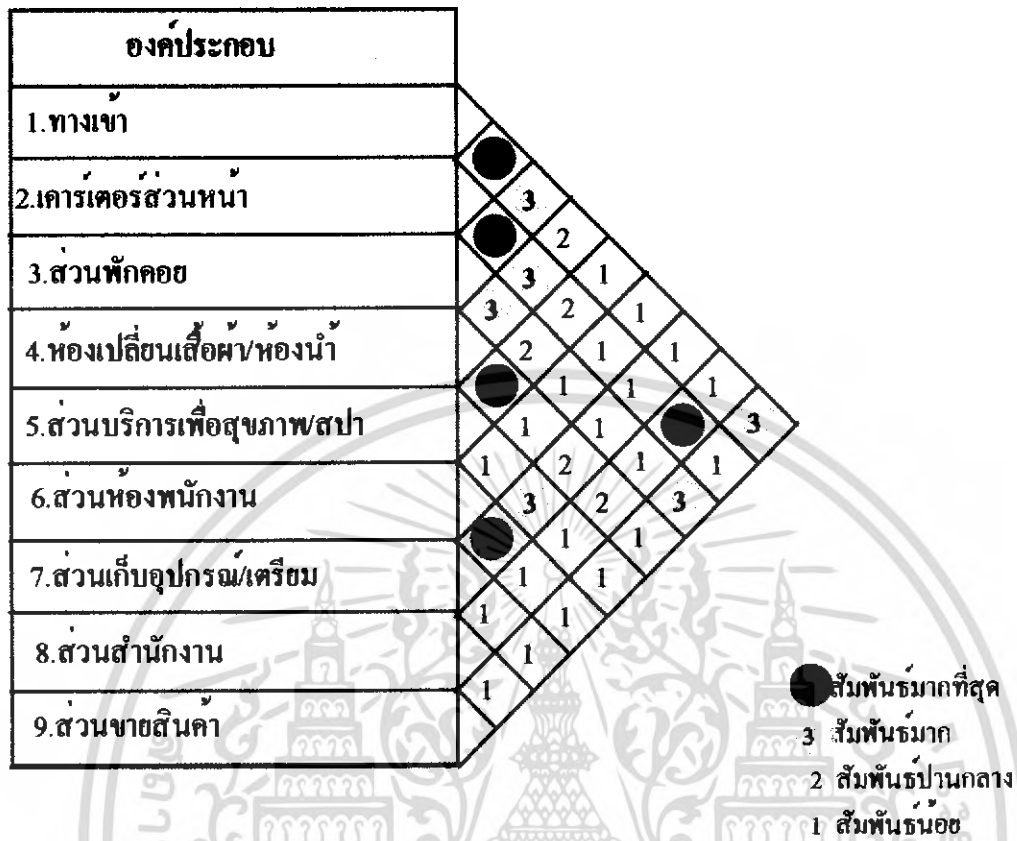 องค์ประกอบ
1.ทางเข้า
2.เคาร์เตอร์ส่วนหน้า
3.ส่วนพักคอย
4.ห้องเปลี่ยนเสื้อผ้า/ห้องน้ำ
5.ส่วนบริการเพื่อสุขภาพ/สปา
6.ส่วนห้องพนักงาน
7.ส่วนเก็บอุปกรณ์/เตรียม
8.ส่วนสำนักงาน
9.ส่วนขายสินค้า
3
2
3 1
3 2 1
2 1 1
1 1 1
1 1 3
1 2 1 1
3 2 3
1 1
1 1
1 1
1
1
สัมพันธ์มากที่สุด
3 สัมพันธ์มาก
2 สัมพันธ์ปานกลาง
1 สัมพันธ์น้อย